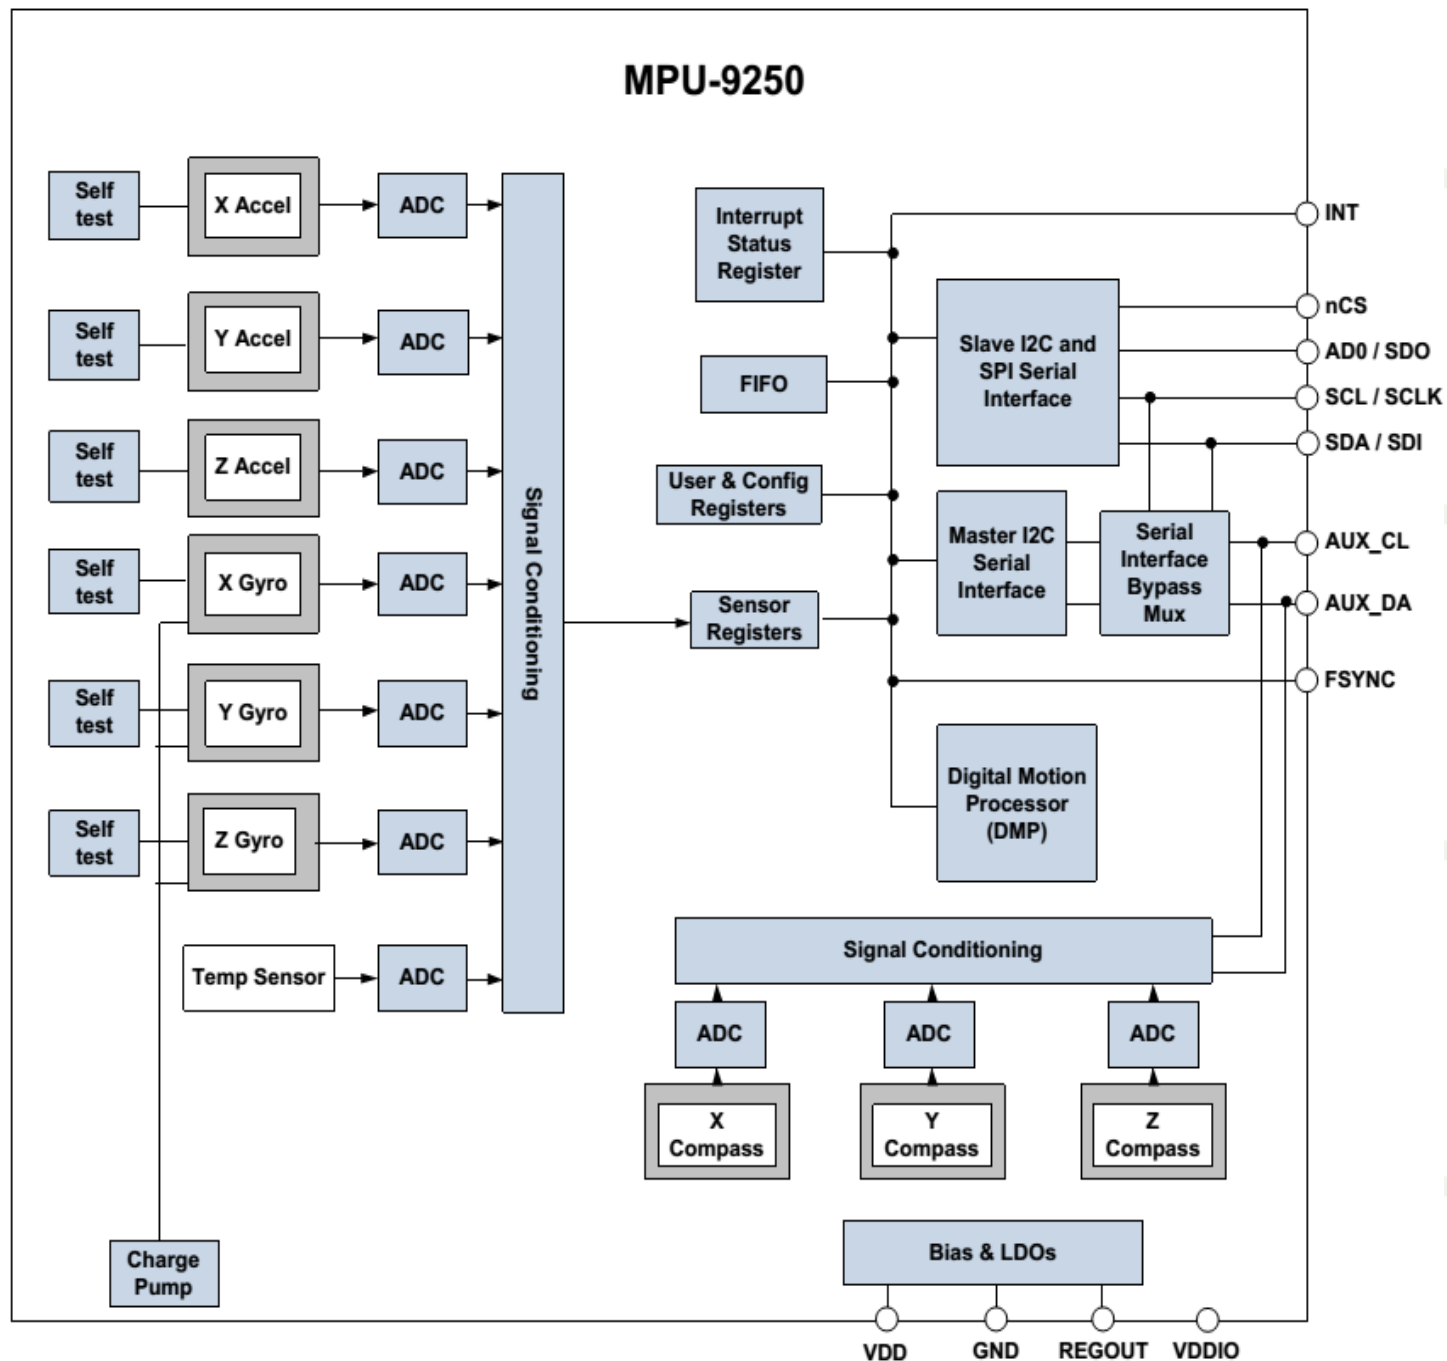 MPU-9250
Self
test
X Accel
ADC
Self
test
Y Accel
ADC
Self
test
Z Accel
ADC
Self
test
X Gyro
ADC
Self
test
Y Gyro
ADC
Self
test
Z Gyro
ADC
Temp Sensor
ADC
Signal Conditioning
Charge
Pump
Interrupt
Status
Register
FIFO
User & Config
Registers
Sensor
Registers
Slave I2C and
SPI Serial
Interface
Master I2C
Serial
Interface
Serial
Interface
Bypass
Mux
Digital Motion
Processor
(DMP)
INT
nCS
AD0 / SDO
SCL / SCLK
SDA / SDI
AUX_CL
AUX_DA
FSYNC
Signal Conditioning
ADC
ADC
ADC
X
Compass
Y
Compass
Z
Compass
Bias & LDOs
VDD
GND
REGOUT
VDDIO